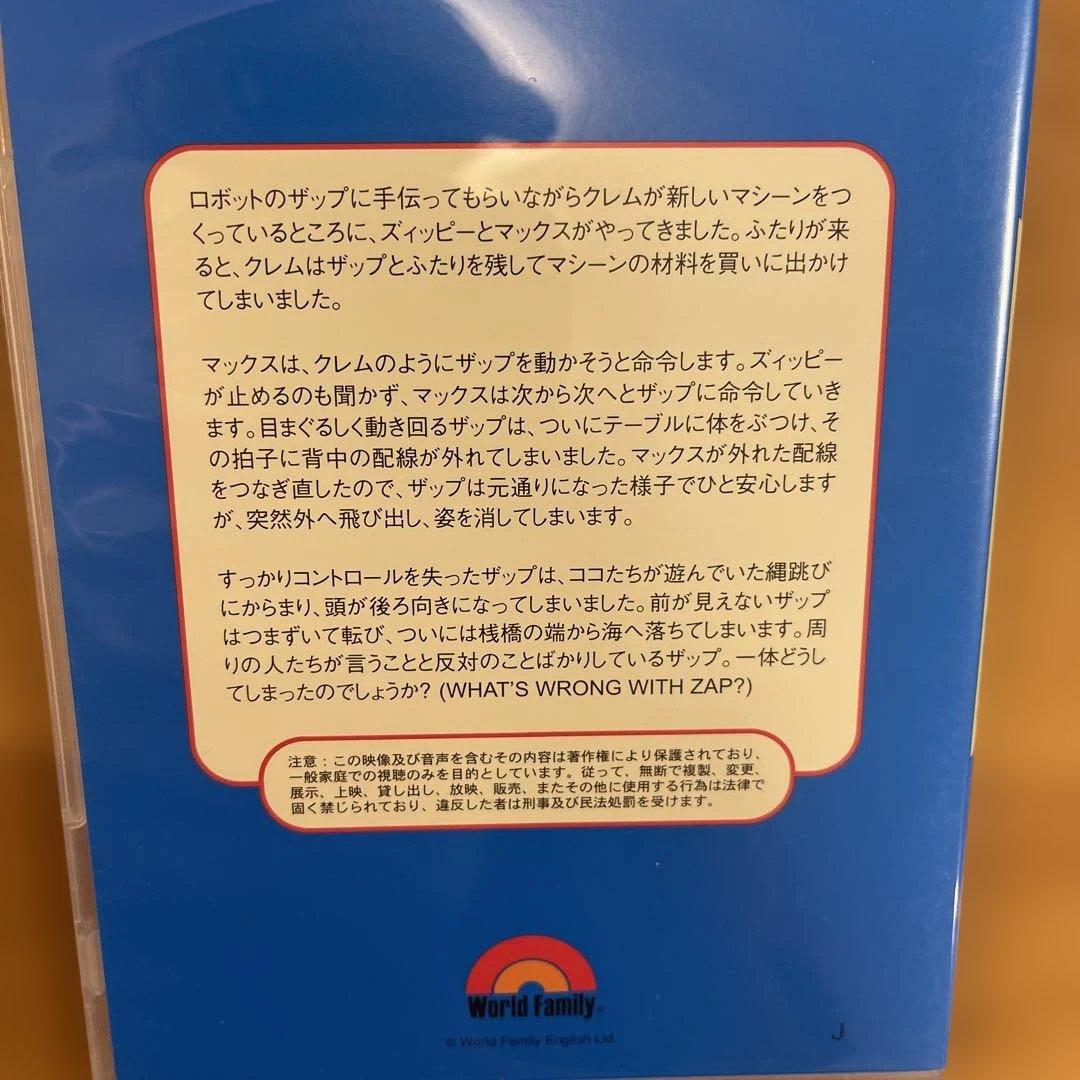 ロボットのザップに手伝ってもらいながらクレムが新しいマシーンをつ
くっているところに、ズィッピーとマックスがやってきました。ふたりが来
ると、クレムはザップとふたりを残してマシーンの材料を買いに出かけ
てしまいました。
マックスは、クレムのようにザップを動かそうと命令します。ズィッピー
が止めるのも聞かず、マックスは次から次へとザップに命令していき
ます。目まぐるしく動き回るザップは、ついにテーブルに体をぶつけ、そ
の拍子に背中の配線が外れてしまいました。マックスが外れた配線
をつなぎ直したので、ザップは元通りになった様子でひと安心します
が、突然外へ飛び出し、姿を消してしまいます。
すっかりコントロールを失ったザップは、ココたちが遊んでいた縄跳び
にからまり、頭が後ろ向きになってしまいました。前が見えないザップ
はつまずいて転び、ついには桟橋の端から海へ落ちてしまいます。周
りの人たちが言うことと反対のことばかりしているザップ。一体どうし
てしまったのでしょうか? (WHAT'S WRONG WITH ZAP?)
注意：この映像及び音声を含むその内容は著作権により保護されており、
一般家庭での視聴のみを目的としています。従って、無断で複製、変更、
展示、上映、貸し出し、放映、販売、またその他に使用する行為は法律で
固く禁じられており、違反した者は刑事及び民法処罰を受けます。
World Family®
© World Family English Ltd.
J